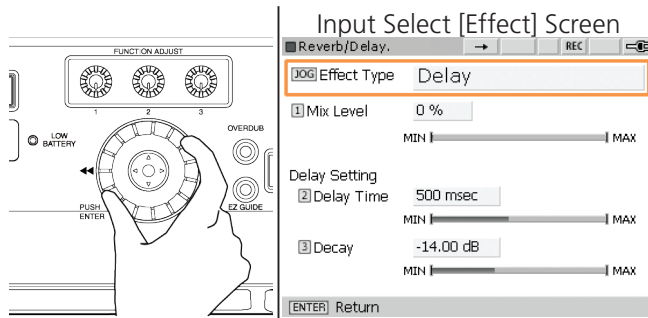 FUNCTION ADJUST
1 2 3
LOW
BATTERY
OVERDUB
PUSH
ENTER
EZ GUIDE
Input Select [Effect] Screen
Reverb/Delay. → REC
JOG Effect Type Delay
1 Mix Level 0 %
MIN MAX
Delay Setting
2 Delay Time 500 msec
MIN MAX
3 Decay -14.00 dB
MIN MAX
ENTER Return